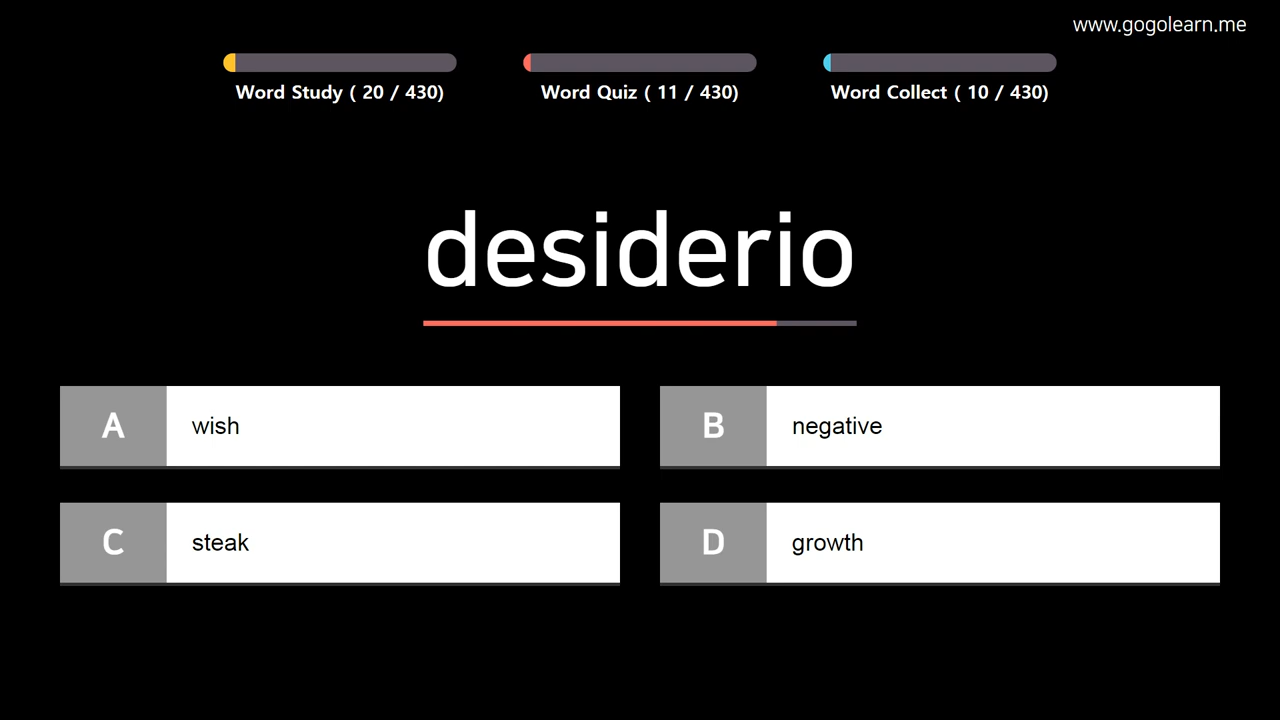 www.gogolearn.me
Word Study ( 20 / 430)
Word Quiz ( 11 / 430)
Word Collect ( 10 / 430)
desiderio
A wish
B negative
C steak
D growth